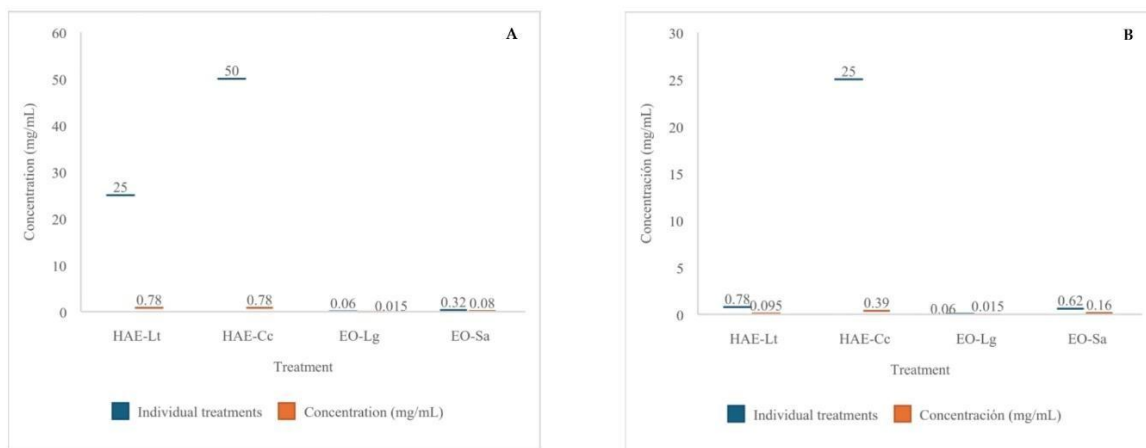 A
Concentration (mg/mL)
60
50
40
30
20
10
0
25
0.78
50
0.78
0.06
0.015
0.32
0.08
HAE-Lt
HAE-Cc
EO-Lg
EO-Sa
Treatment
Individual treatments
Concentration (mg/mL)
B
Concentración (mg/mL)
30
25
20
15
10
5
0
0.78
0.095
25
0.39
0.06
0.015
0.62
0.16
HAE-Lt
HAE-Cc
EO-Lg
EO-Sa
Treatment
Individual treatments
Concentración (mg/mL)